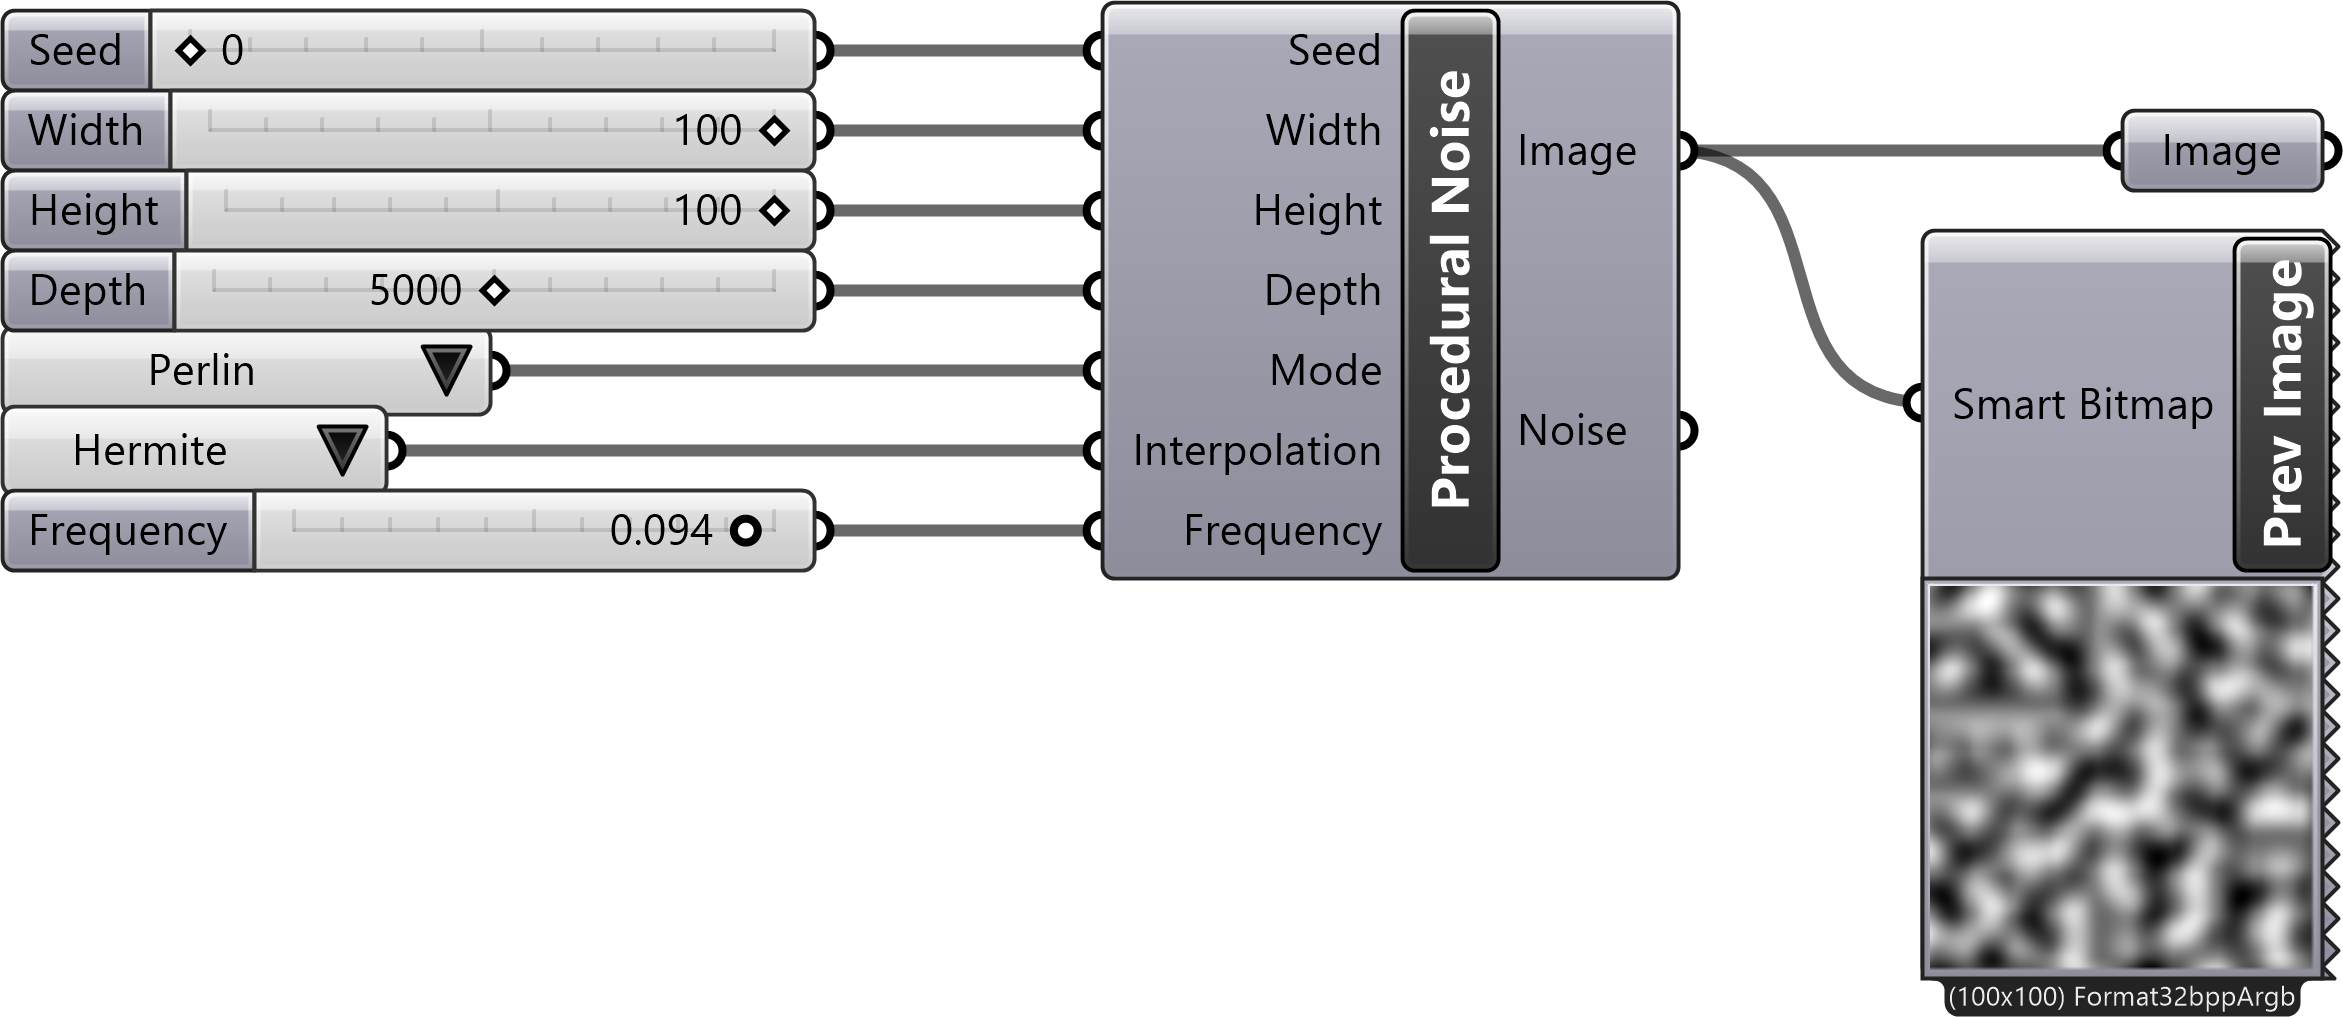 Seed 0
Width 100
Height 100
Depth 5000
Perlin
Hermite
Frequency 0.094
Seed
Width
Height
Depth
Mode
Interpolation
Frequency
Procedural Noise
Image
Noise
Image
Smart Bitmap
Prev Image
(100x100) Format32bppArgb